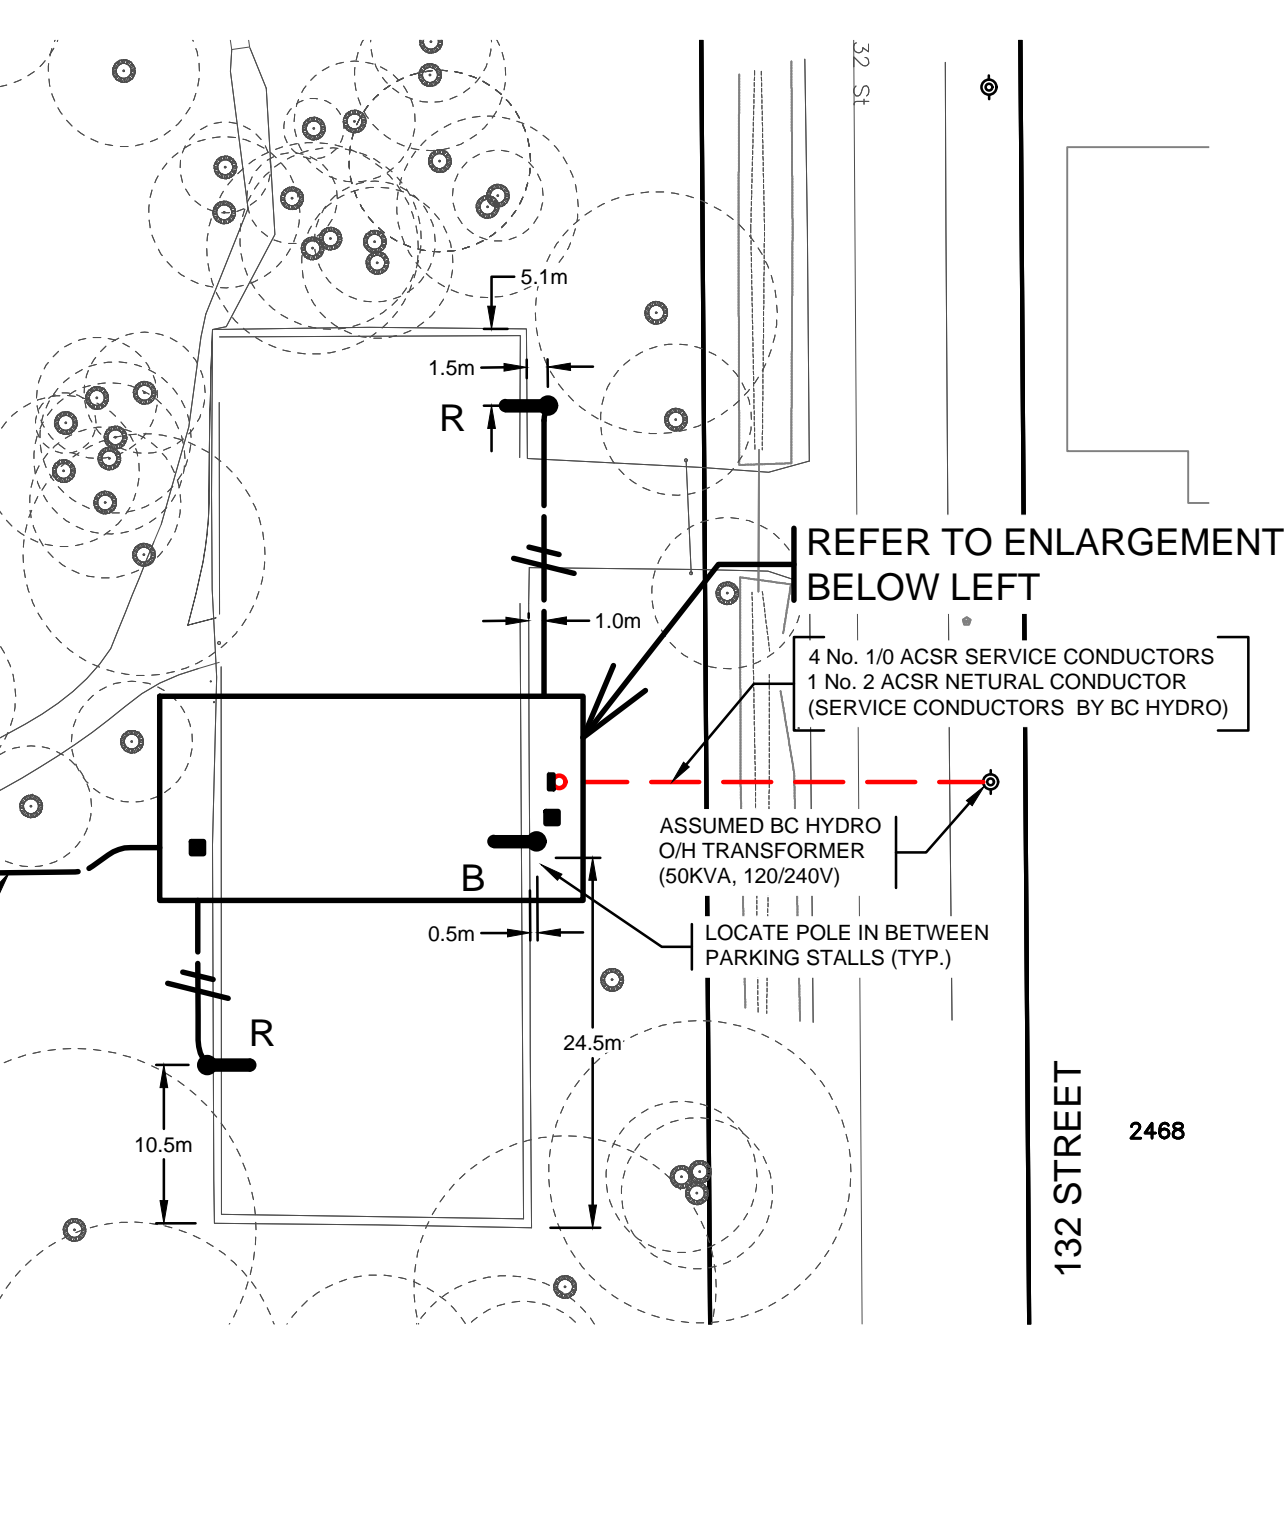 32 St
5.1m
1.5m
R
REFER TO ENLARGEMENT
BELOW LEFT
1.0m
4 No. 1/0 ACSR SERVICE CONDUCTORS
1 No. 2 ACSR NETURAL CONDUCTOR
(SERVICE CONDUCTORS BY BC HYDRO)
ASSUMED BC HYDRO
O/H TRANSFORMER
(50KVA, 120/240V)
B
0.5m
LOCATE POLE IN BETWEEN
PARKING STALLS (TYP.)
R
24.5m
10.5m
132 STREET
2468